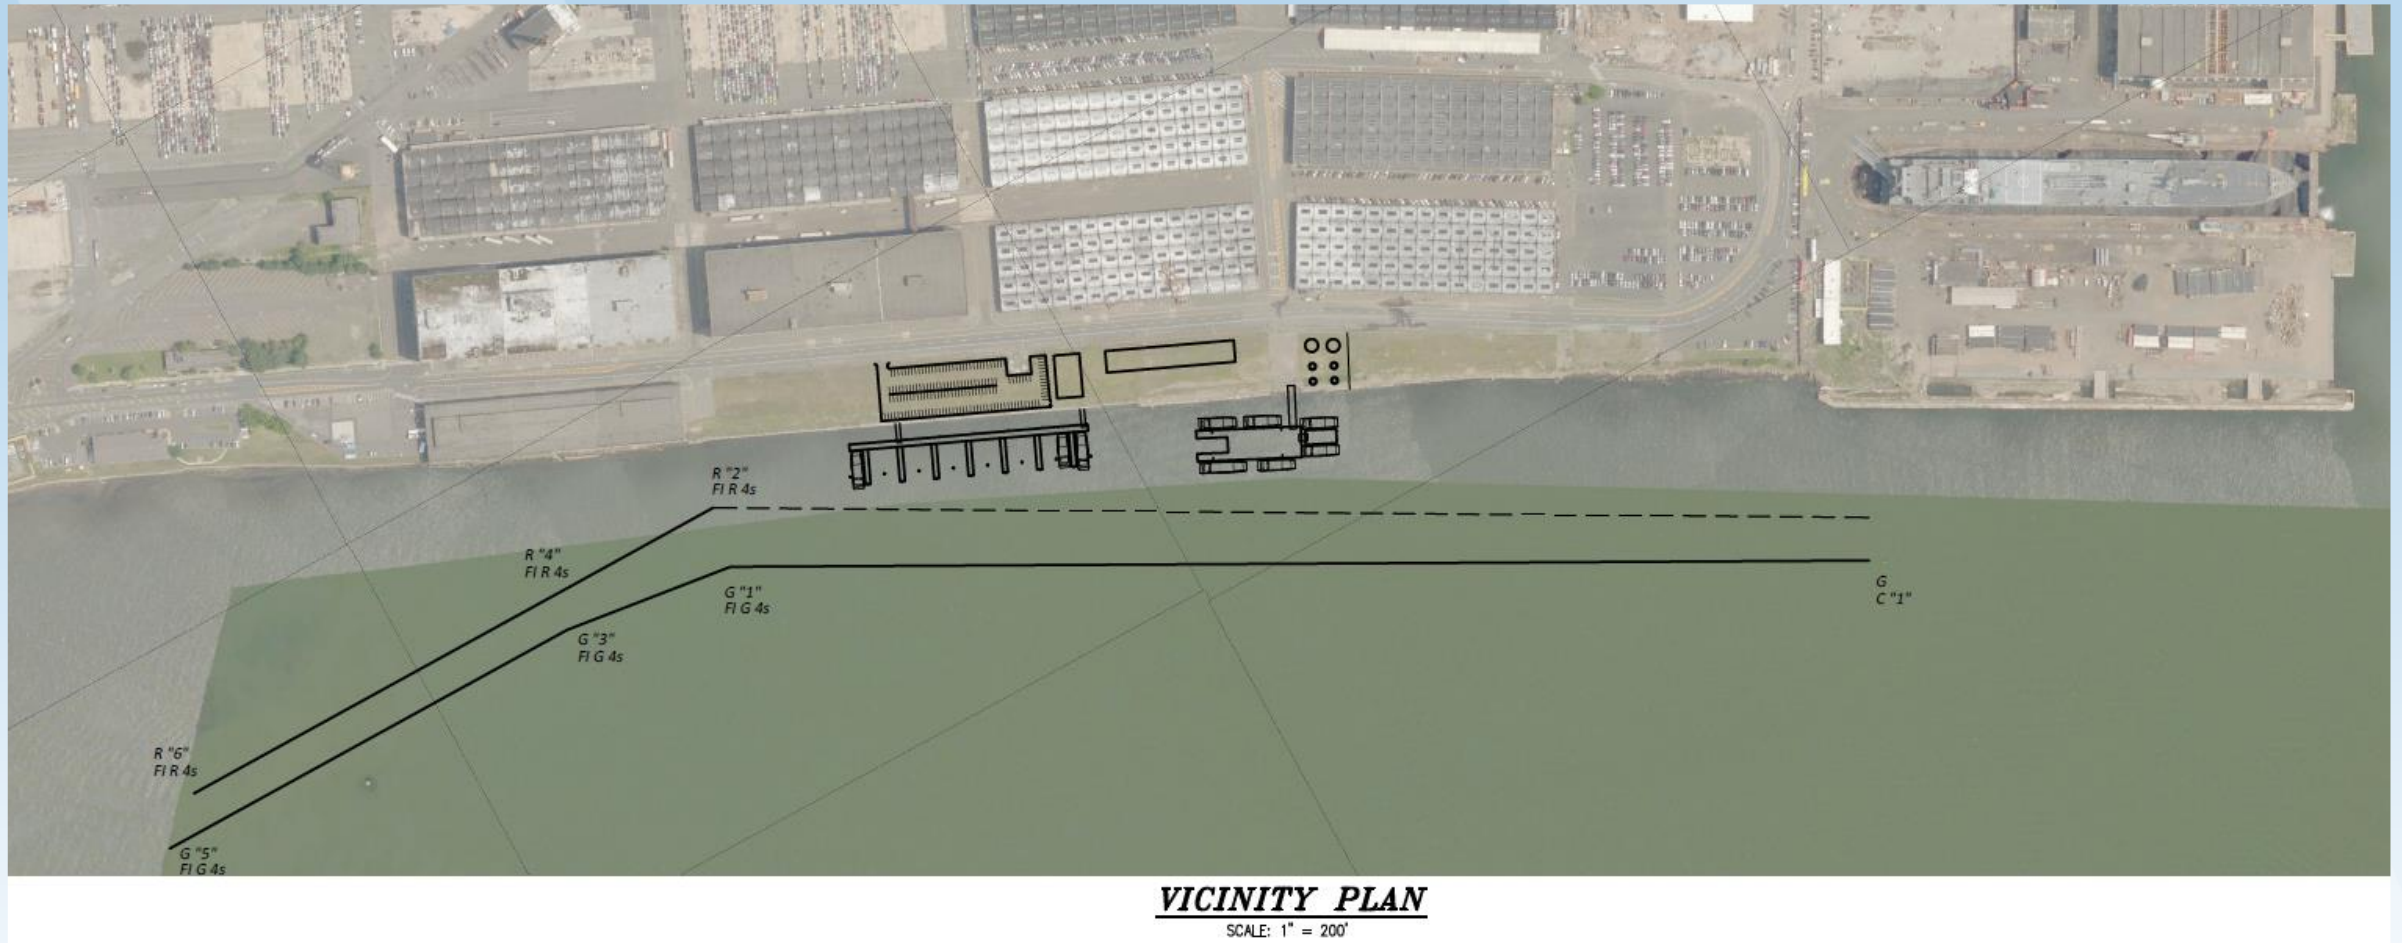 R "2"
Fl R 4s
R "4"
Fl R 4s
G "1"
Fl G 4s
G
C "1"
G "3"
Fl G 4s
R "6"
Fl R 4s
G "5"
Fl G 4s
VICINITY PLAN
SCALE: 1" = 200'